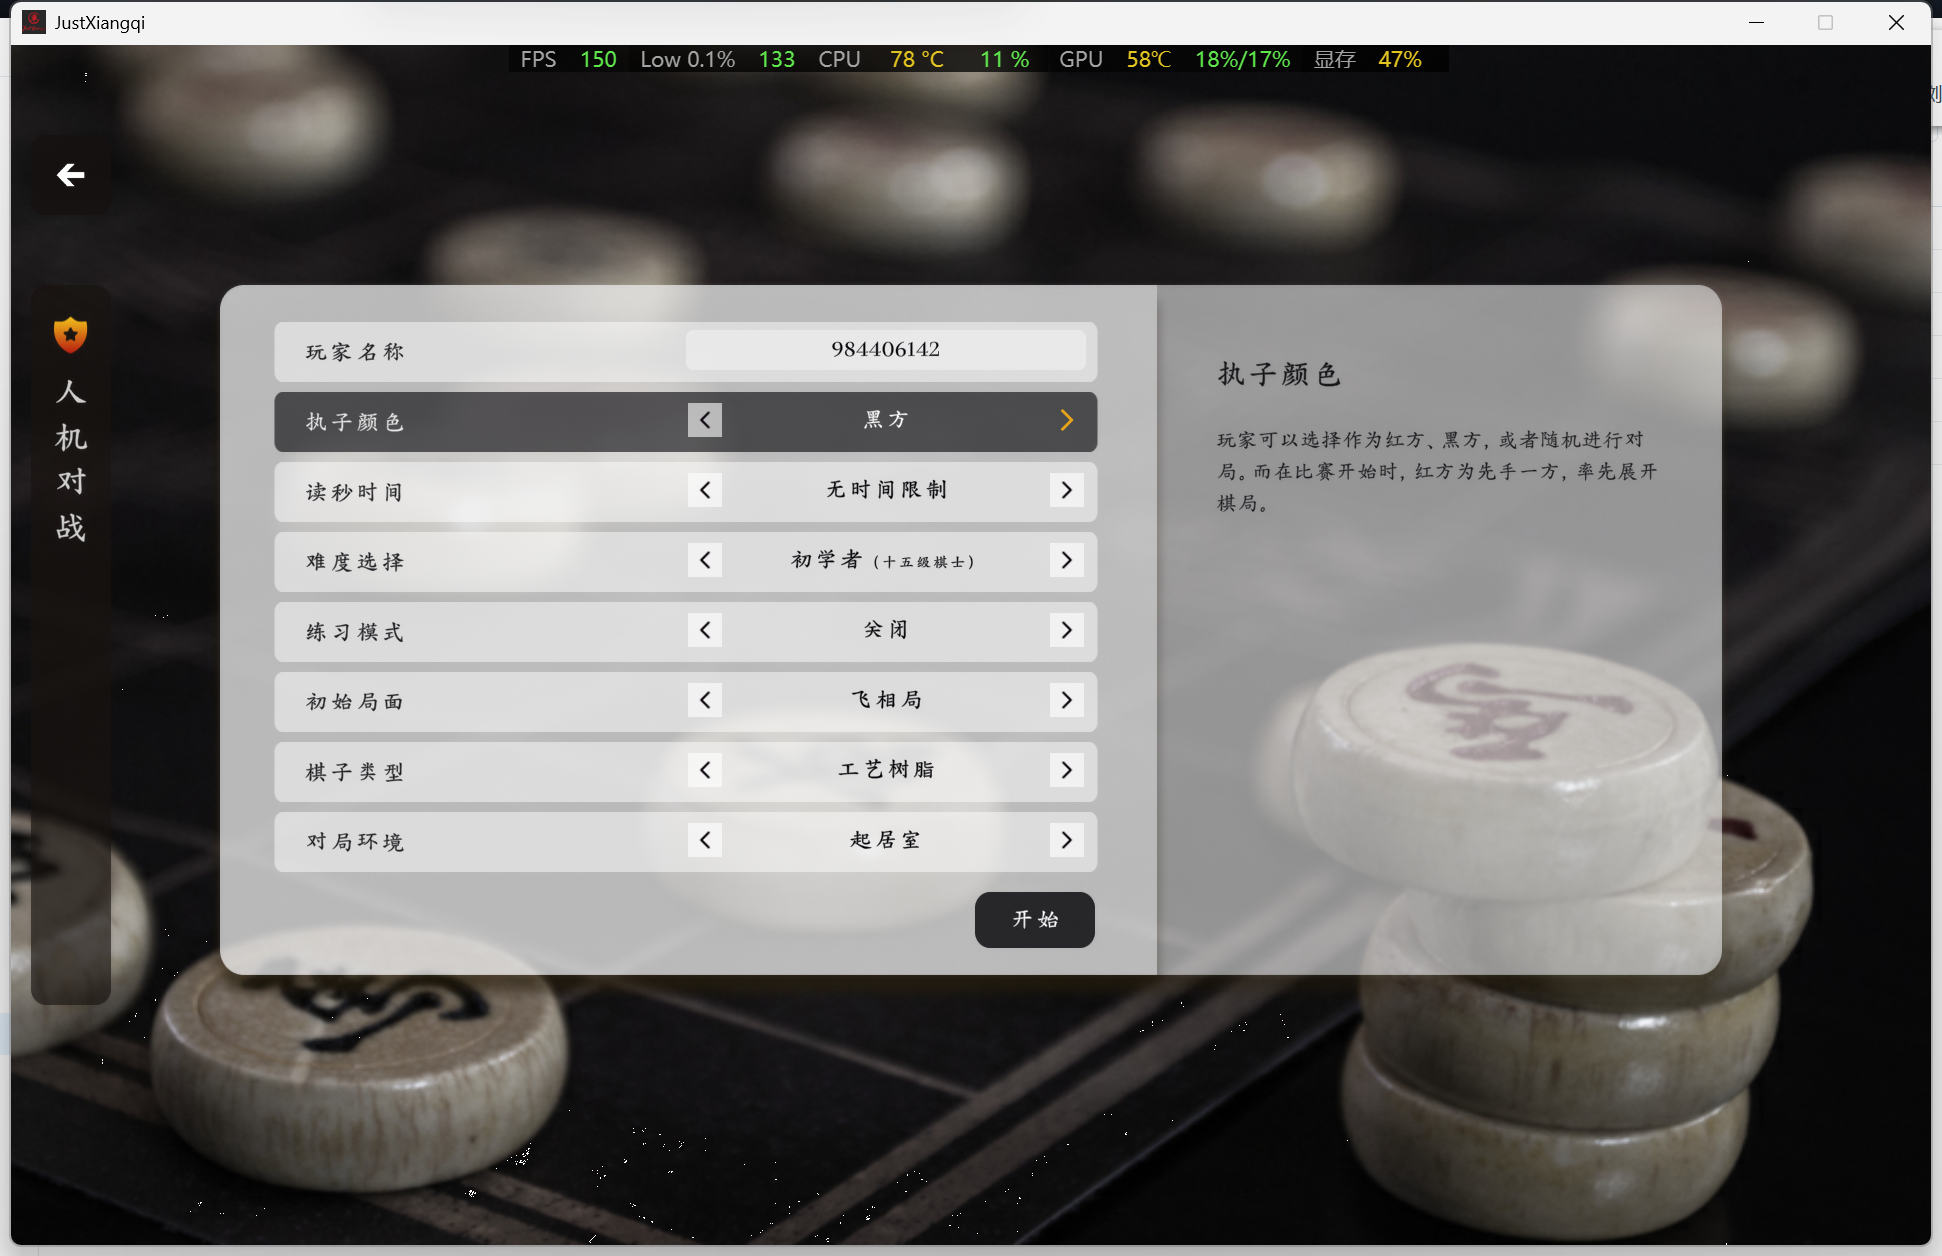 JustXiangqi
FPS 150 Low 0.1% 133 CPU 78 °C 11 % GPU 58℃ 18%/17% 显存 47%
人机对战
玩家名称 984406142
执子颜色 黑方
读秒时间 无时间限制
难度选择 初学者 (十五级棋士)
练习模式 关闭
初始局面 飞相局
棋子类型 工艺树脂
对局环境 起居室
开始
执子颜色
玩家可以选择作为红方、黑方, 或者随机进行对
局。而在比赛开始时, 红方为先手一方, 率先展开
棋局。